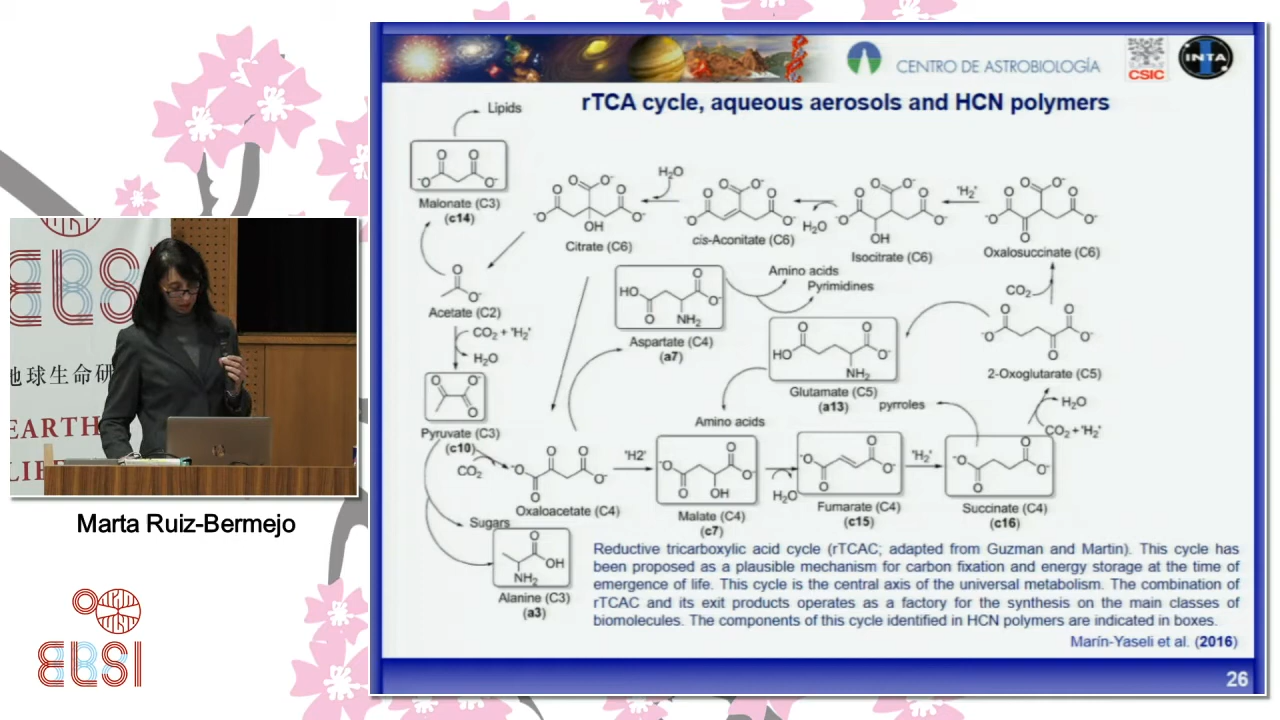 CENTRO DE ASTROBIOLOGÍA
CSIC
INTA
rTCA cycle, aqueous aerosols and HCN polymers
Lipids
Malonate (C3)
(c14)
Citrate (C6)
H₂O
cis-Aconitate (C6)
H₂O
Isocitrate (C6)
'H₂'
Oxalosuccinate (C6)
Acetate (C2)
CO₂ + 'H₂'
H₂O
Pyruvate (C3)
(c10)
CO₂
Sugars
Alanine (C3)
(a3)
Aspartate (C4)
(a7)
Amino acids
Pyrimidines
Glutamate (C5)
(a13)
Amino acids
pyrroles
CO₂
2-Oxoglutarate (C5)
H₂O
CO₂+'H₂'
Oxaloacetate (C4)
'H2'
Malate (C4)
(c7)
H₂O
Fumarate (C4)
(c15)
'H₂'
Succinate (C4)
(c16)
Reductive tricarboxylic acid cycle (rTCAC; adapted from Guzman and Martin). This cycle has
been proposed as a plausible mechanism for carbon fixation and energy storage at the time of
emergence of life. This cycle is the central axis of the universal metabolism. The combination of
rTCAC and its exit products operates as a factory for the synthesis on the main classes of
biomolecules. The components of this cycle identified in HCN polymers are indicated in boxes.
Marín-Yaseli et al. (2016)
26
ELSI
地球生命研
EARTH
LI
Marta Ruiz-Bermejo
ELSI